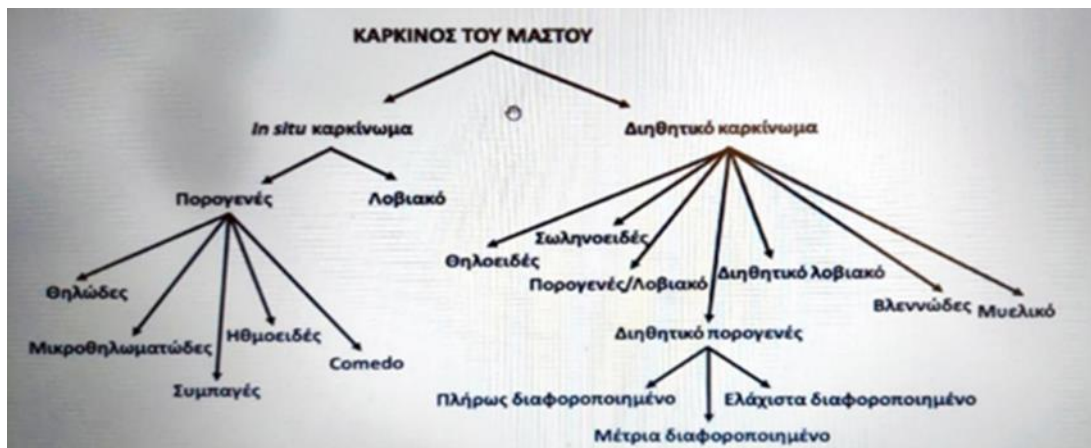 ΚΑΡΚΙΝΟΣ ΤΟΥ ΜΑΣΤΟΥ
In situ καρκίνωμα
Διηθητικό καρκίνωμα
Πορογενές
Λοβιακό
Θηλώδες
Μικροθηλωματώδες
Συμπαγές
Ηθμοειδές
Comedo
Θηλοειδές
Σωληνοειδές
Πορογενές/Λοβιακό
Διηθητικό πορογενές
Διηθητικό λοβιακό
Βλεννώδες
Μυελικό
Πλήρως διαφοροποιημένο
Μέτρια διαφοροποιημένο
Ελάχιστα διαφοροποιημένο